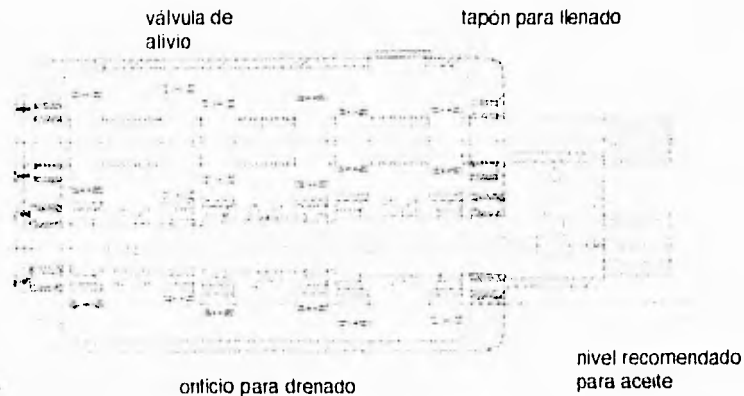 válvula de
alivio
tapón para llenado
orificio para drenado
nivel recomendado
para aceite